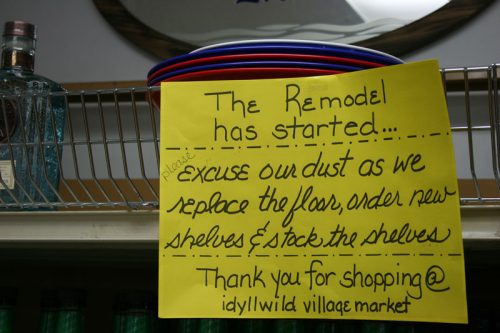 The Remodel
has started...
please
Excuse our dust as we
replace the floor, order new
shelves & stock the shelves
Thank you for shopping @
idyllwild village market